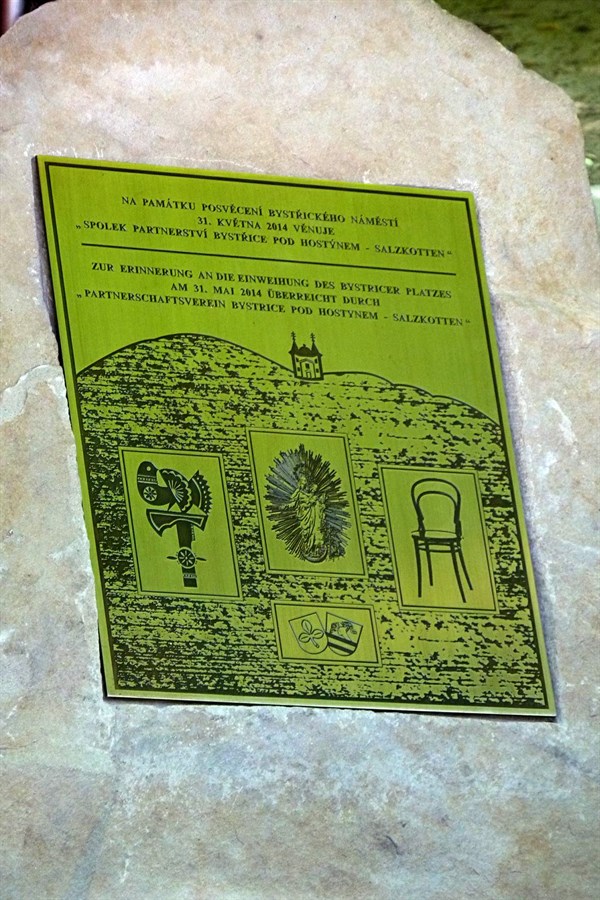 NA PAMÁTKU POSVĚCENÍ BYSTŘICKÉHO NÁMĚSTÍ
31. KVĚTNA 2014 VĚNUJE
„SPOLEK PARTNERSTVÍ BYSTŘICE POD HOSTÝNEM - SALZKOTTEN“
ZUR ERINNERUNG AN DIE EINWEIHUNG DES BYSTRICER PLATZES
AM 31. MAI 2014 ÜBERREICHT DURCH
„PARTNERSCHAFTSVEREIN BYSTRICE POD HOSTYNEM - SALZKOTTEN“